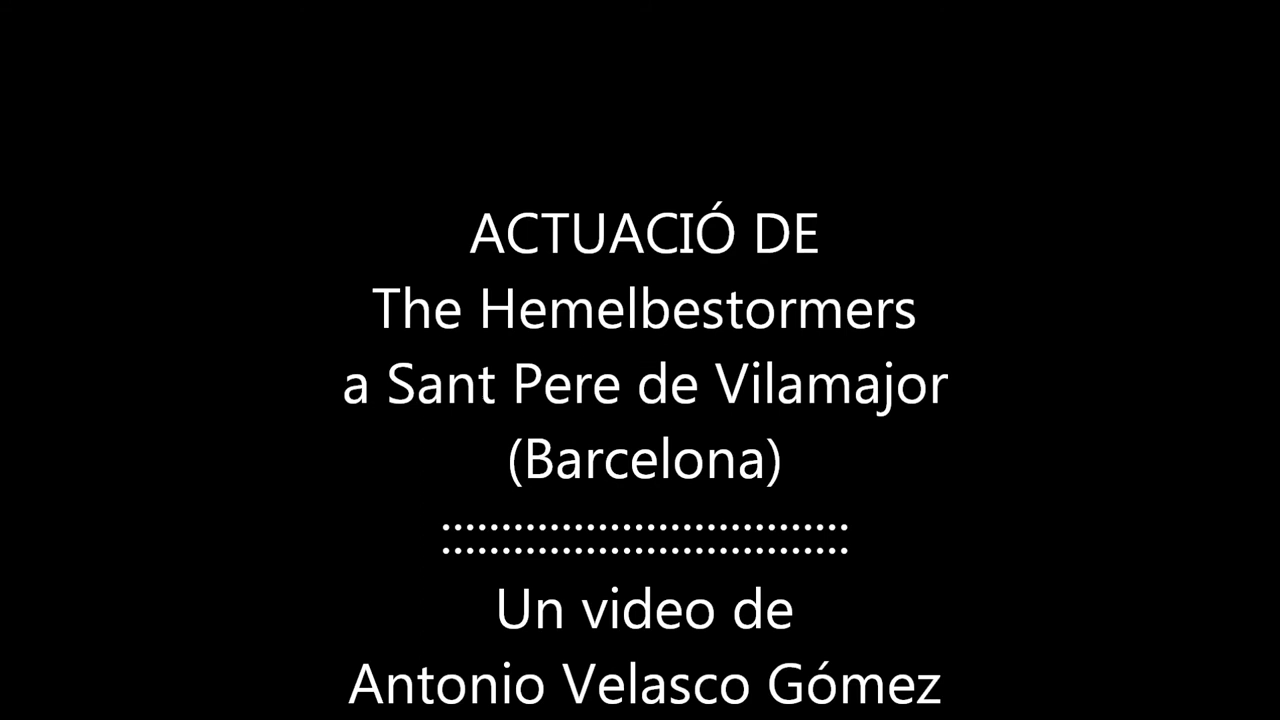 ACTUACIÓ DE
The Hemelbestormers
a Sant Pere de Vilamajor
(Barcelona)
::::::::::::::::::::::::::::::::::
Un video de
Antonio Velasco Gómez